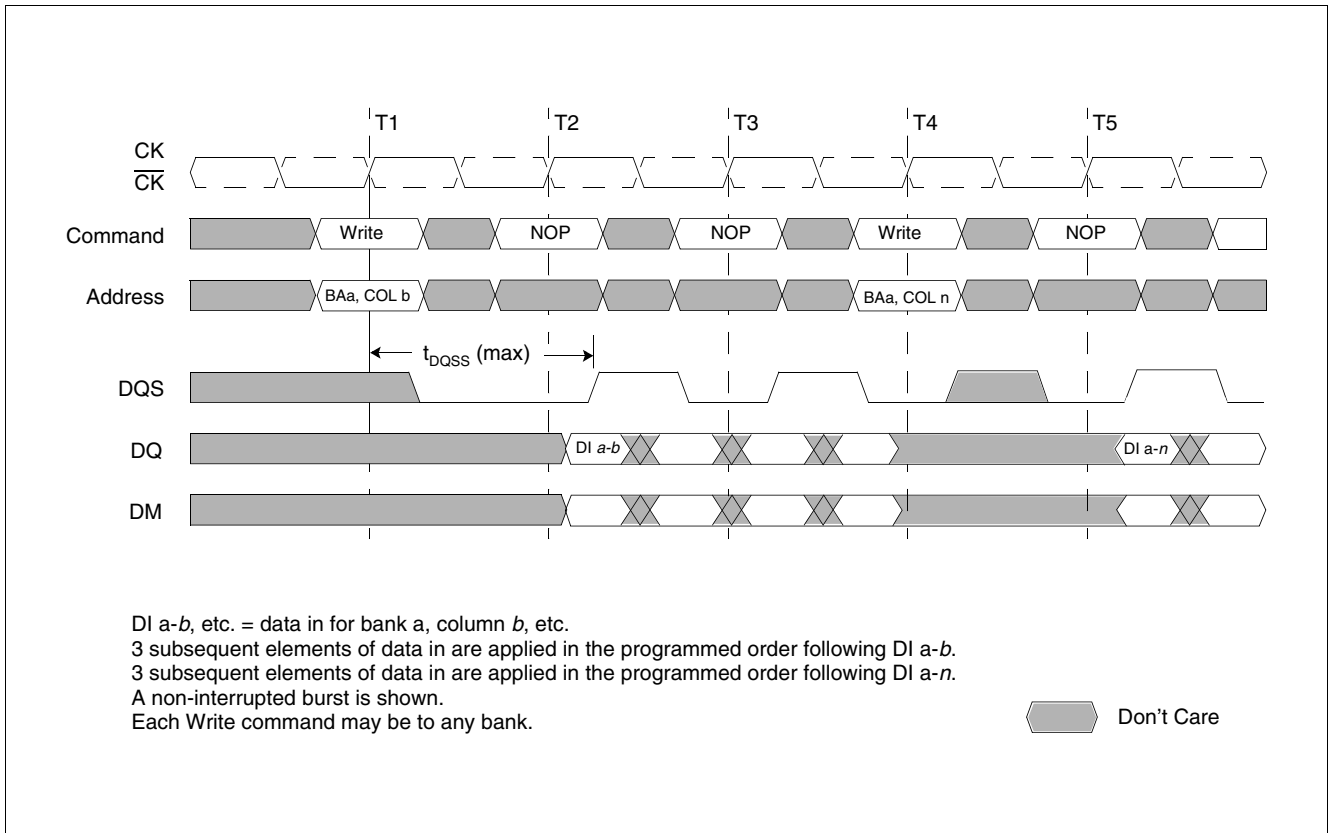 T1 T2 T3 T4 T5
CK
CK
Command Write NOP NOP Write NOP
Address BAa, COL b BAa, COL n
tDQSS (max)
DQS
DQ DI a-b DI a-n
DM
DI a-b, etc. = data in for bank a, column b, etc.
3 subsequent elements of data in are applied in the programmed order following DI a-b.
3 subsequent elements of data in are applied in the programmed order following DI a-n.
A non-interrupted burst is shown.
Each Write command may be to any bank.
Don't Care